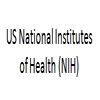 US National Institutes
of Health (NIH)